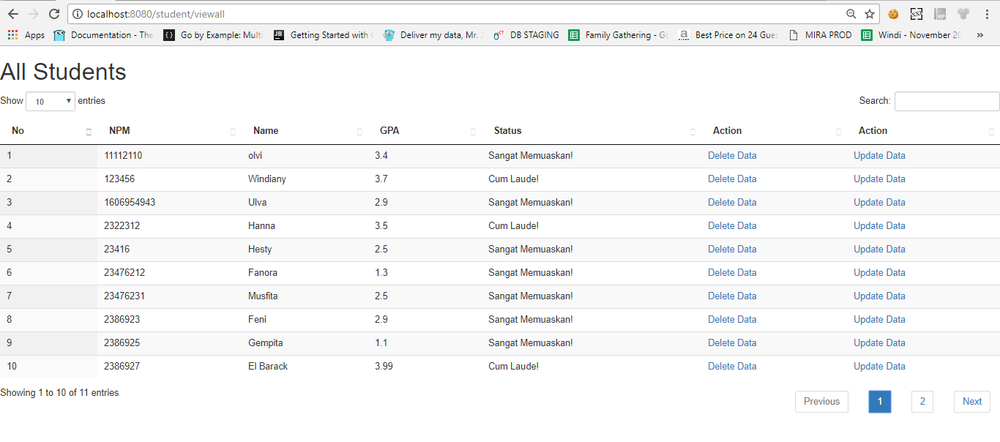 localhost:8080/student/viewall
Apps Documentation - The Go by Example: Multi Getting Started with Deliver my data, Mr. DB STAGING Family Gathering - Go Best Price on 24 Gues MIRA PROD Windi - November 20 »
All Students
Show 10 entries Search:
No NPM Name GPA Status Action Action
1 11112110 olvi 3.4 Sangat Memuaskan! Delete Data Update Data
2 123456 Windiany 3.7 Cum Laude! Delete Data Update Data
3 1606954943 Ulva 2.9 Sangat Memuaskan! Delete Data Update Data
4 2322312 Hanna 3.5 Cum Laude! Delete Data Update Data
5 23416 Hesty 2.5 Sangat Memuaskan! Delete Data Update Data
6 23476212 Fanora 1.3 Sangat Memuaskan! Delete Data Update Data
7 23476231 Musfita 2.5 Sangat Memuaskan! Delete Data Update Data
8 2386923 Feni 2.9 Sangat Memuaskan! Delete Data Update Data
9 2386925 Gempita 1.1 Sangat Memuaskan! Delete Data Update Data
10 2386927 El Barack 3.99 Cum Laude! Delete Data Update Data
Showing 1 to 10 of 11 entries Previous 1 2 Next